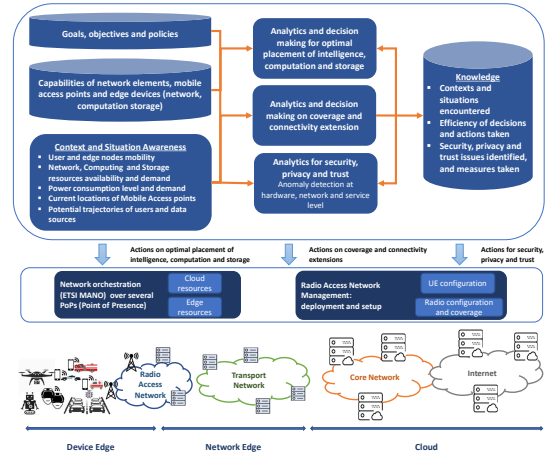 Goals, objectives and policies
Capabilities of network elements, mobile
access points and edge devices (network,
computation storage)
Context and Situation Awareness
▪ User and edge nodes mobility
▪ Network, Computing and Storage
resources availability and demand
▪ Power consumption level and demand
▪ Current locations of Mobile Access points
▪ Potential trajectories of users and data
sources
Analytics and decision
making for optimal
placement of intelligence,
computation and storage
Analytics and decision
making on coverage and
connectivity extension
Analytics for security,
privacy and trust
Anomaly detection at
hardware, network and service
level
Knowledge
▪ Contexts and
situations
encountered
▪ Efficiency of decisions
and actions taken
▪ Security, privacy and
trust issues identified,
and measures taken
Actions on optimal placement of
intelligence, computation and storage
Actions on coverage and connectivity
extensions
Actions for security,
privacy and trust
Network orchestration
(ETSI MANO) over several
PoPs (Point of Presence)
Cloud
resources
Edge
resources
Radio Access Network
Management:
deployment and setup
UE configuration
Radio configuration
and coverage
Radio
Access
Network
Transport
Network
Core Network
Internet
Device Edge
Network Edge
Cloud